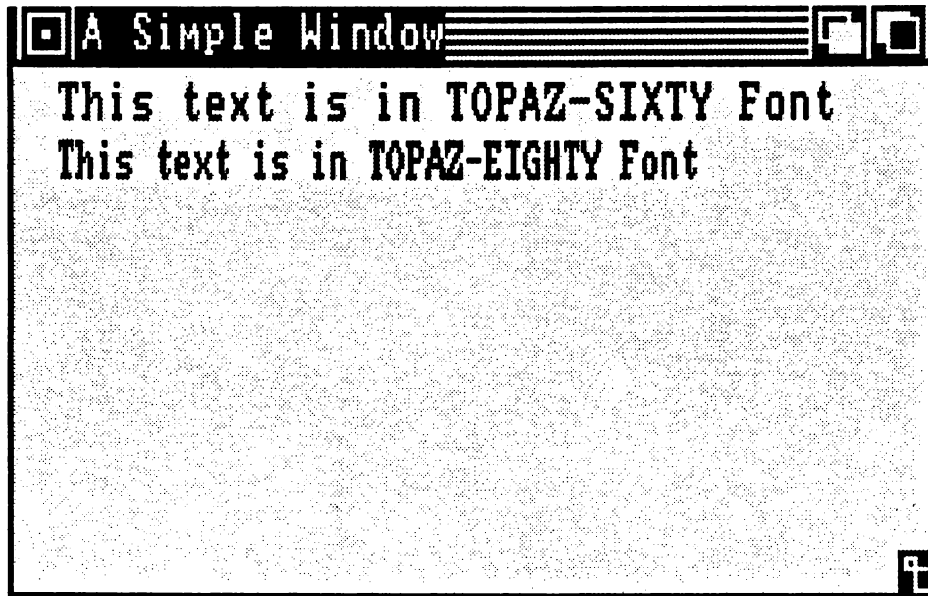 A Simple Window
This text is in TOPAZ-SIXTY Font
This text is in TOPAZ-EIGHTY Font